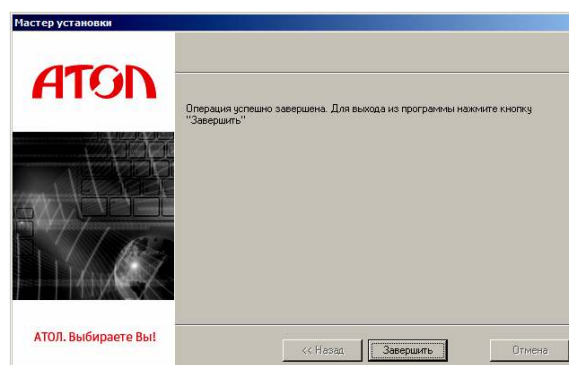 Мастер установки
АТОЛ
Операция успешно завершена. Для выхода из программы нажмите кнопку
"Завершить"
АТОЛ. Выбираете Вы!
<< Назад
Завершить
Отмена